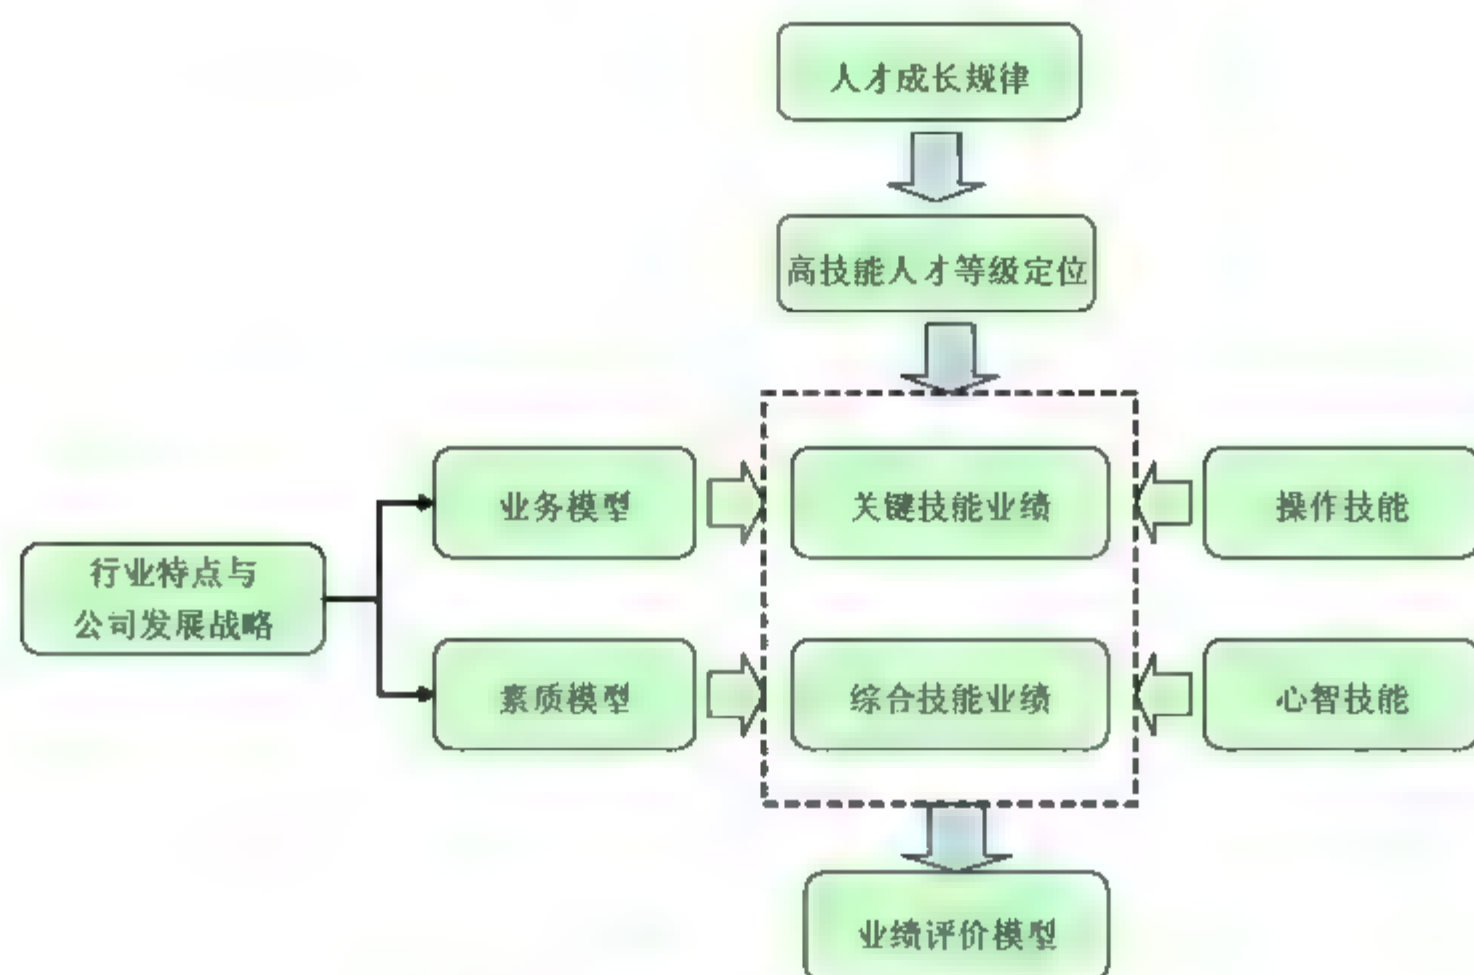 人才成长规律
高技能人才等级定位
业务模型
关键技能业绩
操作技能
行业特点与
公司发展战略
素质模型
综合技能业绩
心智技能
业绩评价模型